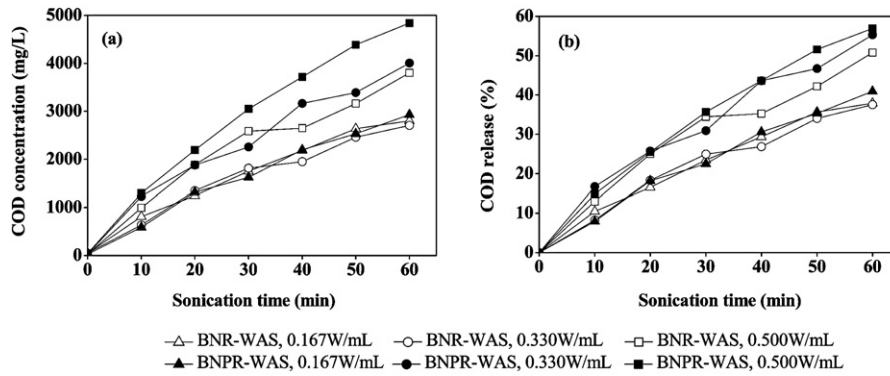 (a)
COD concentration (mg/L)
5000
4000
3000
2000
1000
0
0 10 20 30 40 50 60
Sonication time (min)
(b)
COD release (%)
60
50
40
30
20
10
0
0 10 20 30 40 50 60
Sonication time (min)
BNR-WAS, 0.167W/mL BNR-WAS, 0.330W/mL BNR-WAS, 0.500W/mL
BNPR-WAS, 0.167W/mL BNPR-WAS, 0.330W/mL BNPR-WAS, 0.500W/mL